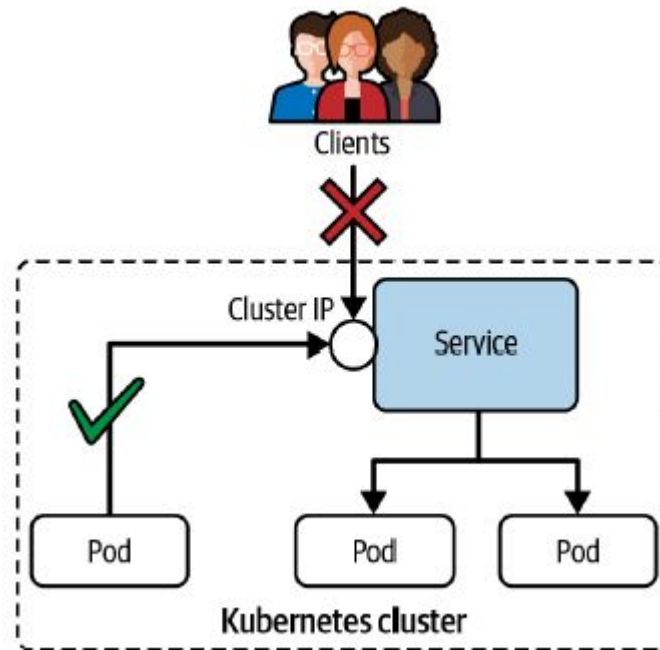 Clients
Cluster IP
Service
Pod
Pod
Pod
Kubernetes cluster